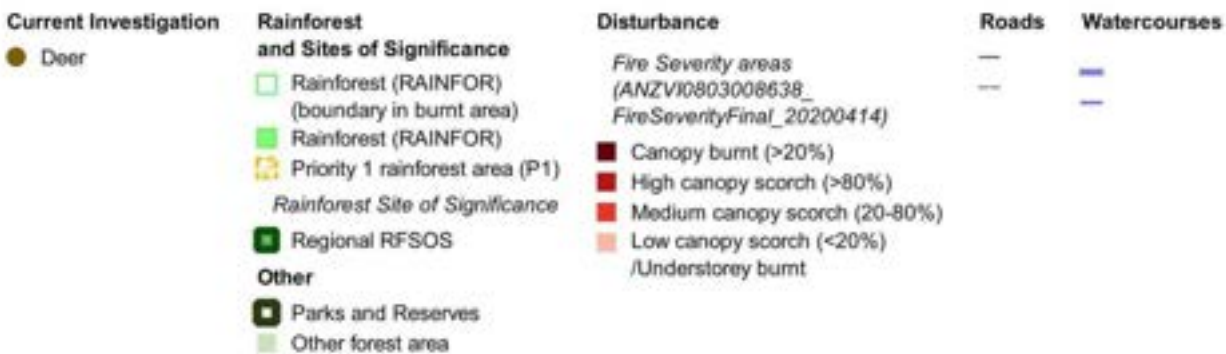 Current Investigation
Deer
Rainforest
and Sites of Significance
Rainforest (RAINFOR)
(boundary in burnt area)
Rainforest (RAINFOR)
Priority 1 rainforest area (P1)
Rainforest Site of Significance
Regional RFSOS
Other
Parks and Reserves
Other forest area
Disturbance
Fire Severity areas
(ANZVI0803008638_
FireSeverityFinal_20200414)
Canopy burnt (>20%)
High canopy scorch (>80%)
Medium canopy scorch (20-80%)
Low canopy scorch (<20%)
/Understorey burnt
Roads
Watercourses